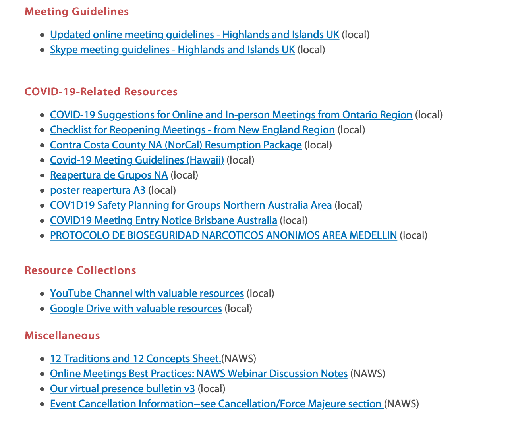 Meeting Guidelines
• Updated online meeting guidelines - Highlands and Islands UK (local)
• Skype meeting guidelines - Highlands and Islands UK (local)
COVID-19-Related Resources
• COVID-19 Suggestions for Online and In-person Meetings from Ontario Region (local)
• Checklist for Reopening Meetings - from New England Region (local)
• Contra Costa County NA (NorCal) Resumption Package (local)
• Covid-19 Meeting Guidelines (Hawaii) (local)
• Reapertura de Grupos NA (local)
• poster reapertura A3 (local)
• COV1D19 Safety Planning for Groups Northern Australia Area (local)
• COVID19 Meeting Entry Notice Brisbane Australia (local)
• PROTOCOLO DE BIOSEGURIDAD NARCOTICOS ANONIMOS AREA MEDELLIN (local)
Resource Collections
• YouTube Channel with valuable resources (local)
• Google Drive with valuable resources (local)
Miscellaneous
• 12 Traditions and 12 Concepts Sheet.(NAWS)
• Online Meetings Best Practices: NAWS Webinar Discussion Notes (NAWS)
• Our virtual presence bulletin v3 (local)
• Event Cancellation Information--see Cancellation/Force Majeure section (NAWS)